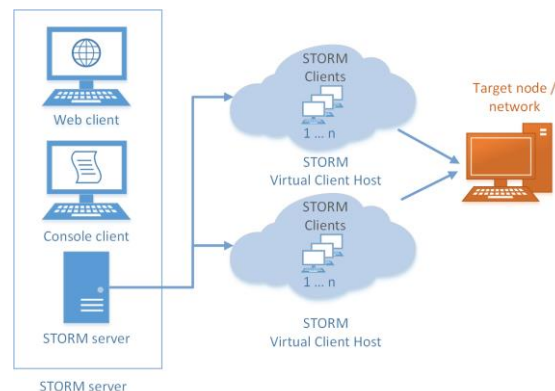 Web client
Console client
STORM server
STORM server
STORM
Clients
1 ... n
STORM
Virtual Client Host
STORM
Clients
1 ... n
STORM
Virtual Client Host
Target node /
network